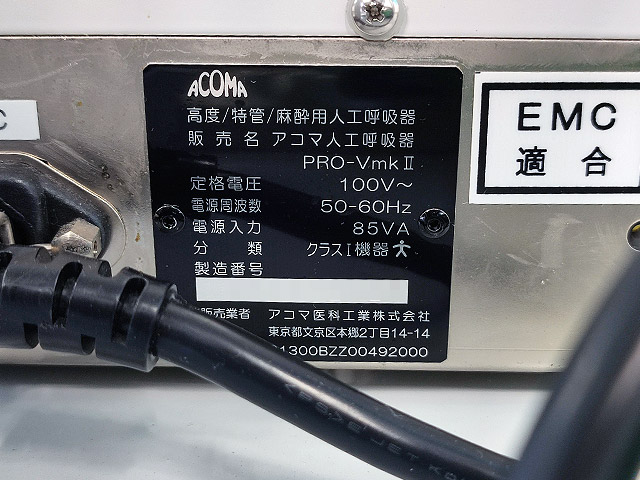 ACOMA
高度/特管/麻酔用人工呼吸器
販売名 アコマ人工呼吸器
PRO-VmkⅡ
定格電圧 100V～
電源周波数 50-60Hz
電源入力 85VA
分類 クラスⅠ機器
製造番号
販売業者 アコマ医科工業株式会社
東京都文京区本郷2丁目14-14
1300BZZ00492000
EMC
適合
C